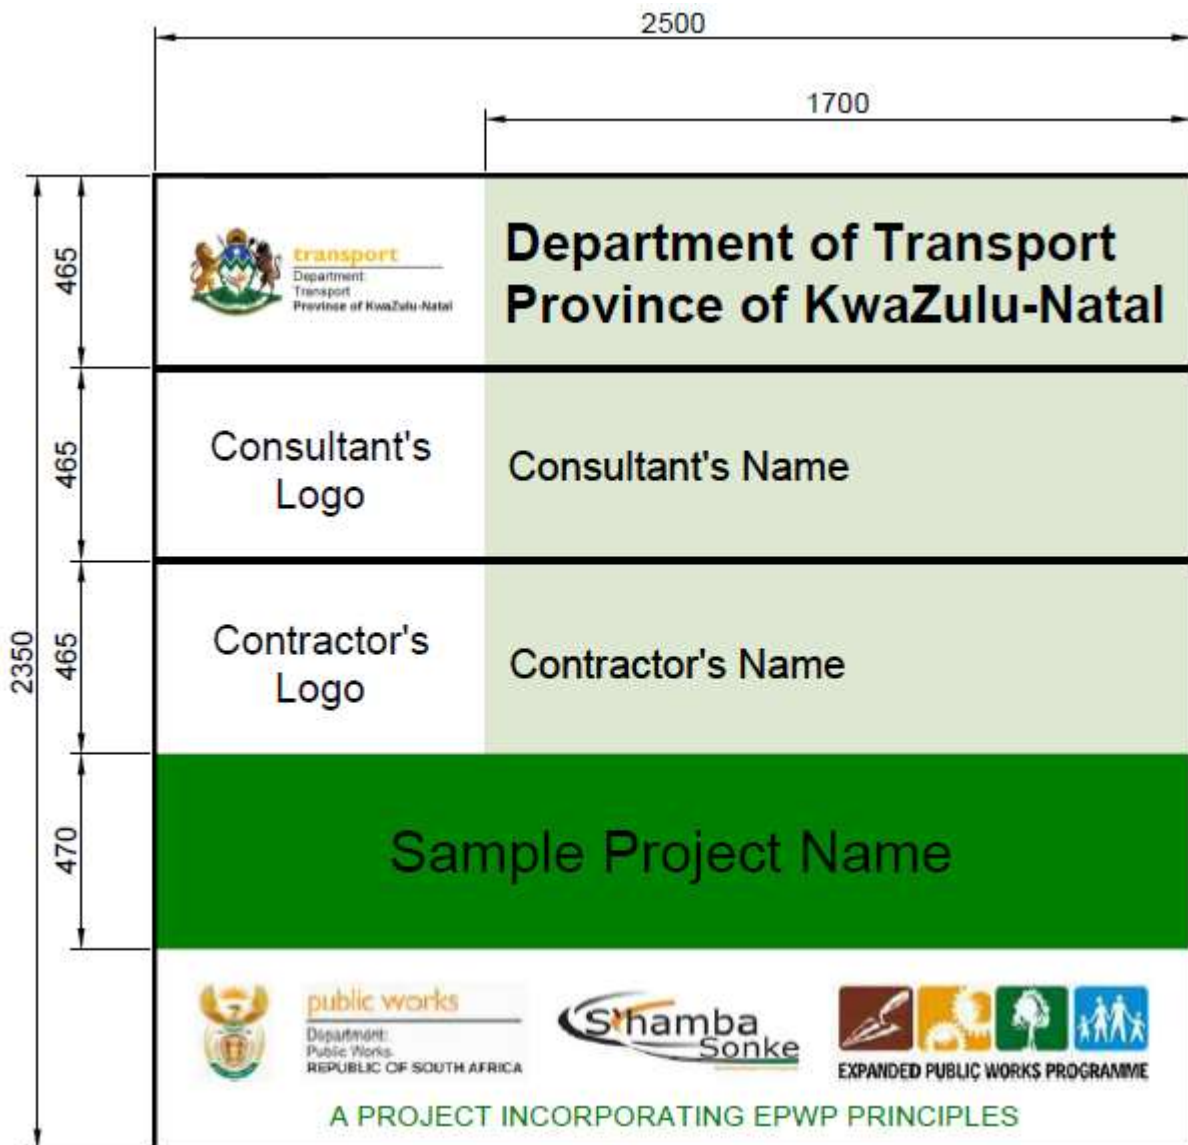 2500
1700
465
transport
Department:
Transport
Province of KwaZulu-Natal
Department of Transport
Province of KwaZulu-Natal
465
Consultant's
Logo
Consultant's Name
2350
465
Contractor's
Logo
Contractor's Name
470
Sample Project Name
public works
Department:
Public Works
REPUBLIC OF SOUTH AFRICA
S'hamba
Sonke
EXPANDED PUBLIC WORKS PROGRAMME
A PROJECT INCORPORATING EPWP PRINCIPLES